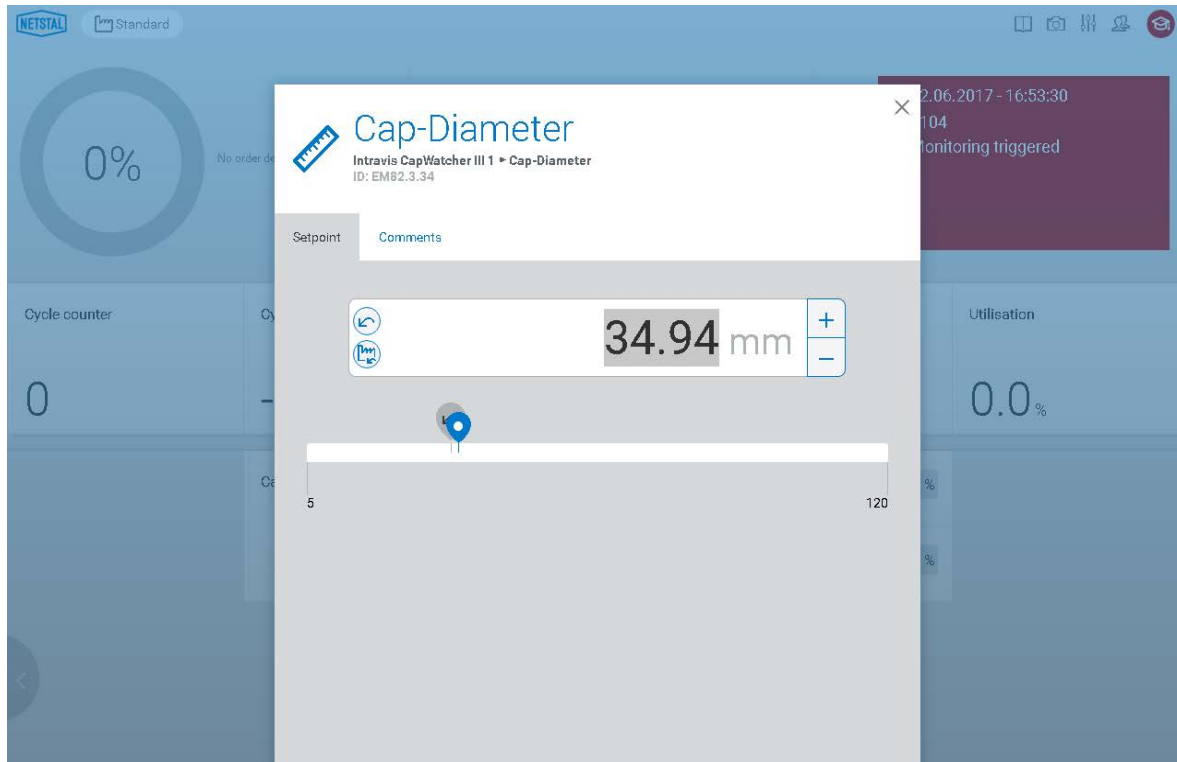 NETSTAL
Standard
0%
No order de
2.06.2017 - 16:53:30
104
Monitoring triggered
Cap-Diameter
Intravis CapWatcher III 1 ▸ Cap-Diameter
ID: EM82.3.34
Setpoint
Comments
34.94 mm
+
−
5
120
Cycle counter
0
Cy
-
Utilisation
0.0 %
Ca
%
%